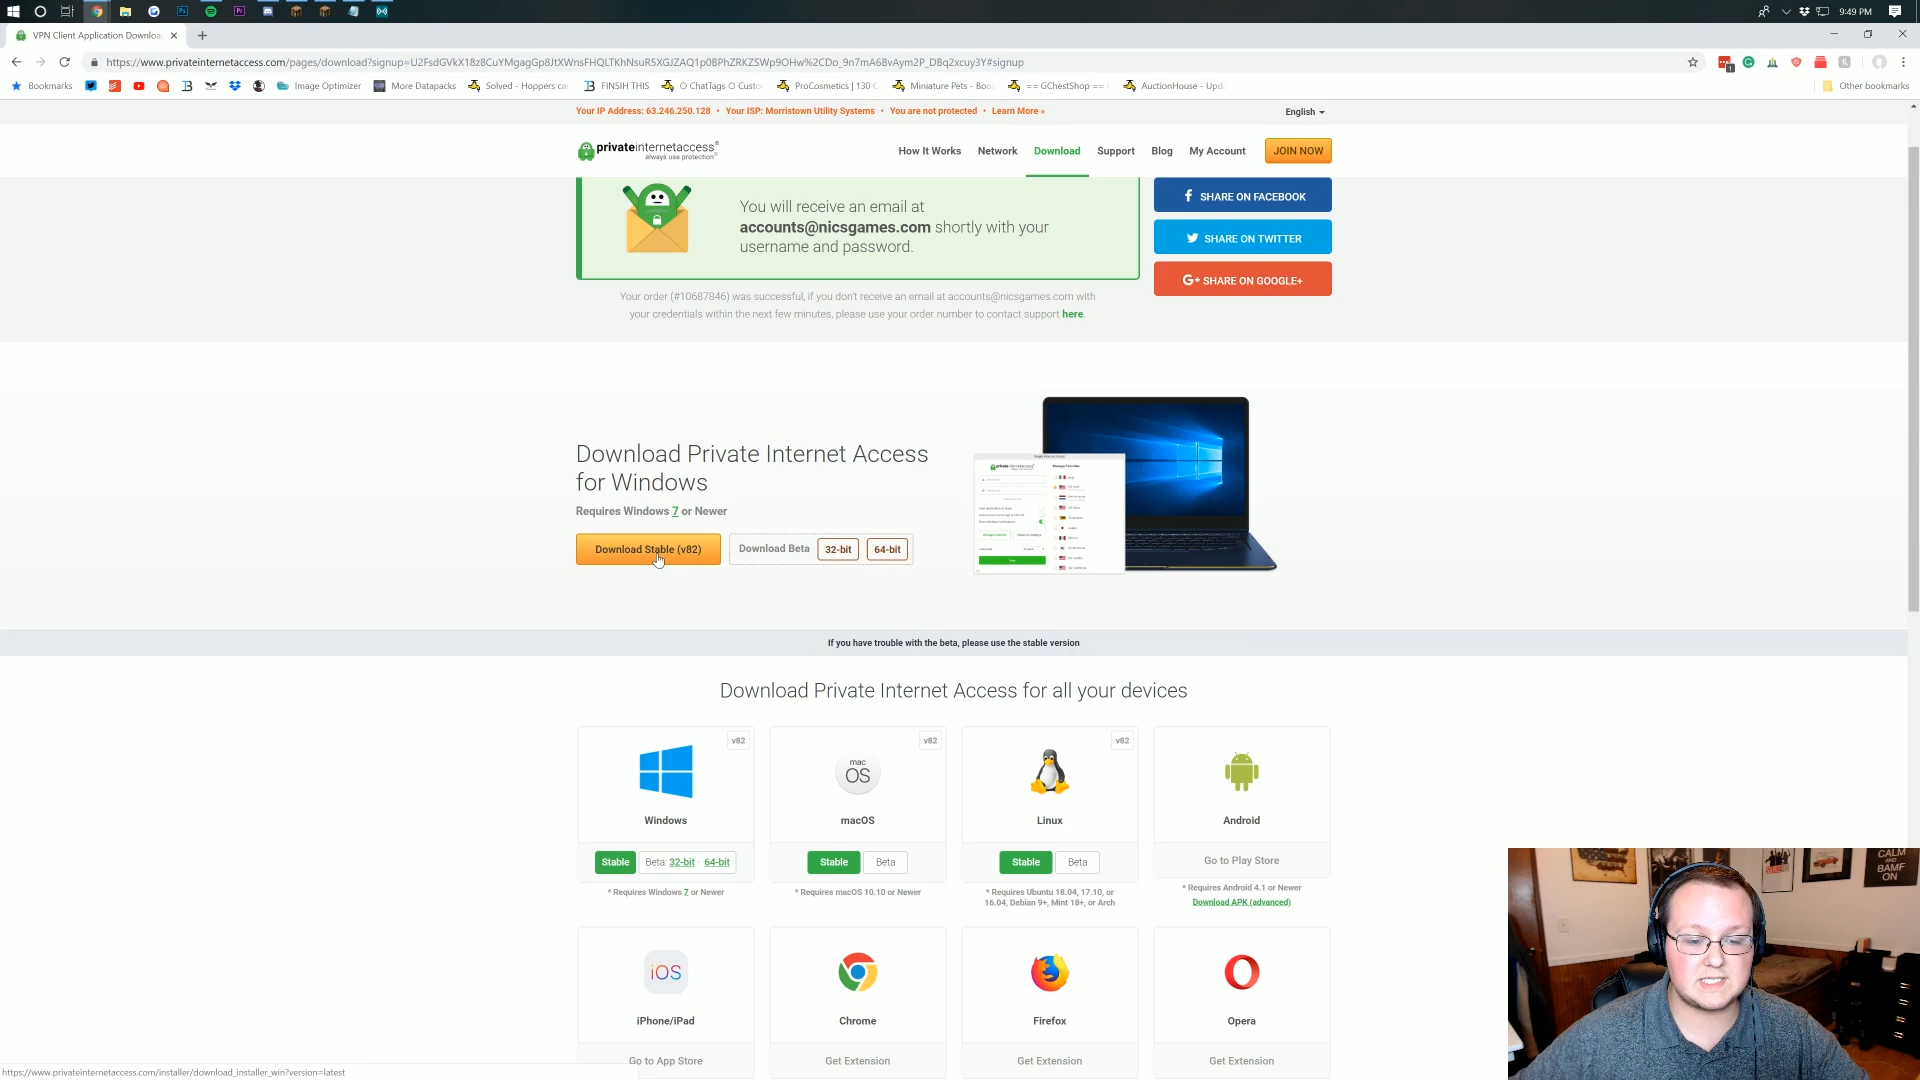 9:49 PM
VPN Client Application Downloa
https://www.privateinternetaccess.com/pages/download?signup=U2FsdGVkX18z8CuYMgagGp8JtXWnsFHQLTKhNsuR5XGJZAQ1p0BPhZRKZSWp9OHw%2CDo_9n7mA6BvAym2P_DBq2xcuy3Y#signup
Bookmarks
Image Optimizer
More Datapacks
Solved - Hoppers ca
FINSIH THIS
O ChatTags O Custo
ProCosmetics | 130 C
Miniature Pets - Boo
== GChestShop ==
AuctionHouse - Upd
Other bookmarks
Your IP Address: 63.246.250.128 • Your ISP: Morristown Utility Systems • You are not protected • Learn More »
English
privateinternetaccess®
always use protection®
How It Works
Network
Download
Support
Blog
My Account
JOIN NOW
You will receive an email at
accounts@nicsgames.com shortly with your
username and password.
SHARE ON FACEBOOK
SHARE ON TWITTER
G+ SHARE ON GOOGLE+
Your order (#10687846) was successful, if you don't receive an email at accounts@nicsgames.com with
your credentials within the next few minutes, please use your order number to contact support here.
Download Private Internet Access
for Windows
Requires Windows 7 or Newer
Download Stable (v82)
Download Beta
32-bit
64-bit
If you have trouble with the beta, please use the stable version
Download Private Internet Access for all your devices
v82
v82
v82
mac
OS
Windows
macOS
Linux
Android
Stable
Beta: 32-bit · 64-bit
Stable
Beta
Stable
Beta
Go to Play Store
* Requires Windows 7 or Newer
* Requires macOS 10.10 or Newer
* Requires Ubuntu 18.04, 17.10, or
16.04, Debian 9+, Mint 18+, or Arch
* Requires Android 4.1 or Newer
Download APK (advanced)
CALM
AND
BAMF
ON
iOS
iPhone/iPad
Chrome
Firefox
Opera
Go to App Store
Get Extension
Get Extension
Get Extension
https://www.privateinternetaccess.com/installer/download_installer_win?version=latest